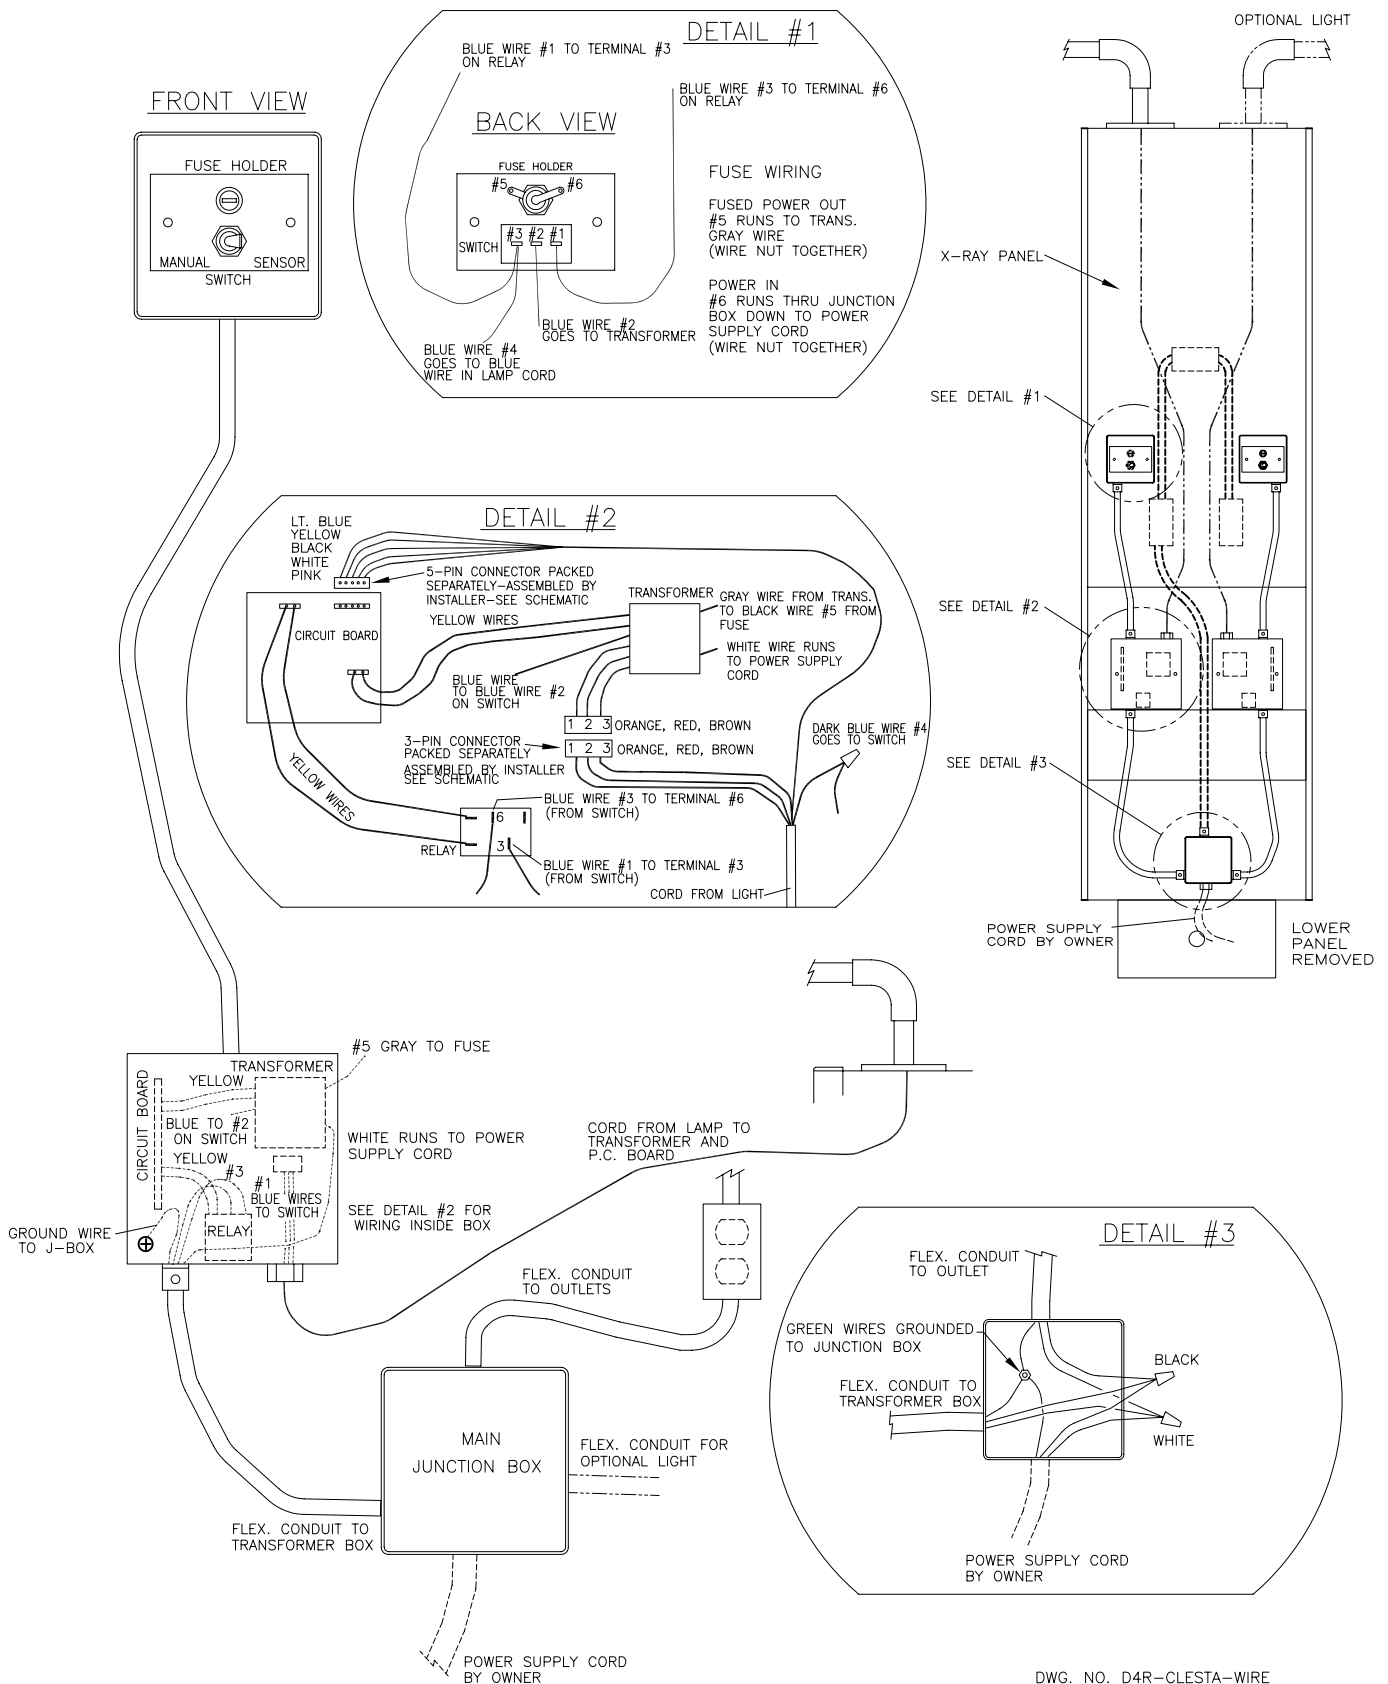 OPTIONAL LIGHT
DETAIL #1
BLUE WIRE #1 TO TERMINAL #3
ON RELAY
BLUE WIRE #3 TO TERMINAL #6
ON RELAY
FRONT VIEW
BACK VIEW
FUSE HOLDER
MANUAL
SENSOR
SWITCH
FUSE HOLDER
#5
#6
#3 #2 #1
SWITCH
BLUE WIRE #2
GOES TO TRANSFORMER
BLUE WIRE #4
GOES TO BLUE
WIRE IN LAMP CORD
FUSE WIRING
FUSED POWER OUT
#5 RUNS TO TRANS.
GRAY WIRE
(WIRE NUT TOGETHER)
POWER IN
#6 RUNS THRU JUNCTION
BOX DOWN TO POWER
SUPPLY CORD
(WIRE NUT TOGETHER)
X-RAY PANEL
SEE DETAIL #1
SEE DETAIL #2
SEE DETAIL #3
POWER SUPPLY
CORD BY OWNER
LOWER
PANEL
REMOVED
DETAIL #2
LT. BLUE
YELLOW
BLACK
WHITE
PINK
5-PIN CONNECTOR PACKED
SEPARATELY-ASSEMBLED BY
INSTALLER-SEE SCHEMATIC
CIRCUIT BOARD
YELLOW WIRES
TRANSFORMER
GRAY WIRE FROM TRANS.
TO BLACK WIRE #5 FROM
FUSE
WHITE WIRE RUNS
TO POWER SUPPLY
CORD
BLUE WIRE
TO BLUE WIRE #2
ON SWITCH
1 2 3
ORANGE, RED, BROWN
1 2 3
ORANGE, RED, BROWN
3-PIN CONNECTOR
PACKED SEPARATELY
ASSEMBLED BY INSTALLER
SEE SCHEMATIC
DARK BLUE WIRE #4
GOES TO SWITCH
YELLOW WIRES
BLUE WIRE #3 TO TERMINAL #6
(FROM SWITCH)
6
3
RELAY
BLUE WIRE #1 TO TERMINAL #3
(FROM SWITCH)
CORD FROM LIGHT
#5 GRAY TO FUSE
TRANSFORMER
YELLOW
CIRCUIT BOARD
BLUE TO #2
ON SWITCH
YELLOW
#3
#1
BLUE WIRES
TO SWITCH
RELAY
WHITE RUNS TO POWER
SUPPLY CORD
SEE DETAIL #2 FOR
WIRING INSIDE BOX
GROUND WIRE
TO J-BOX
CORD FROM LAMP TO
TRANSFORMER AND
P.C. BOARD
FLEX. CONDUIT
TO OUTLETS
MAIN
JUNCTION BOX
FLEX. CONDUIT FOR
OPTIONAL LIGHT
FLEX. CONDUIT TO
TRANSFORMER BOX
POWER SUPPLY CORD
BY OWNER
DETAIL #3
FLEX. CONDUIT
TO OUTLET
GREEN WIRES GROUNDED
TO JUNCTION BOX
FLEX. CONDUIT TO
TRANSFORMER BOX
BLACK
WHITE
POWER SUPPLY CORD
BY OWNER
DWG. NO. D4R-CLESTA-WIRE